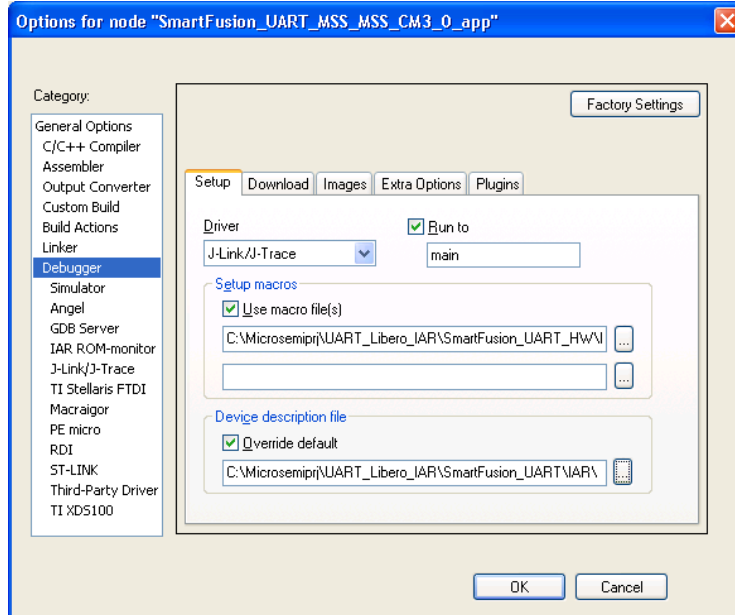 Options for node "SmartFusion_UART_MSS_MSS_CM3_0_app"
Category:
Factory Settings
General Options
C/C++ Compiler
Assembler
Output Converter
Custom Build
Build Actions
Linker
Debugger
Simulator
Angel
GDB Server
IAR ROM-monitor
J-Link/J-Trace
TI Stellaris FTDI
Macraigor
PE micro
RDI
ST-LINK
Third-Party Driver
TI XDS100
Setup Download Images Extra Options Plugins
Driver Run to
J-Link/J-Trace main
Setup macros
Use macro file(s)
C:\Microsemiprj\UART_Libero_IAR\SmartFusion_UART_HW\I ...
...
Device description file
Override default
C:\Microsemiprj\UART_Libero_IAR\SmartFusion_UART\IAR\ ...
OK Cancel